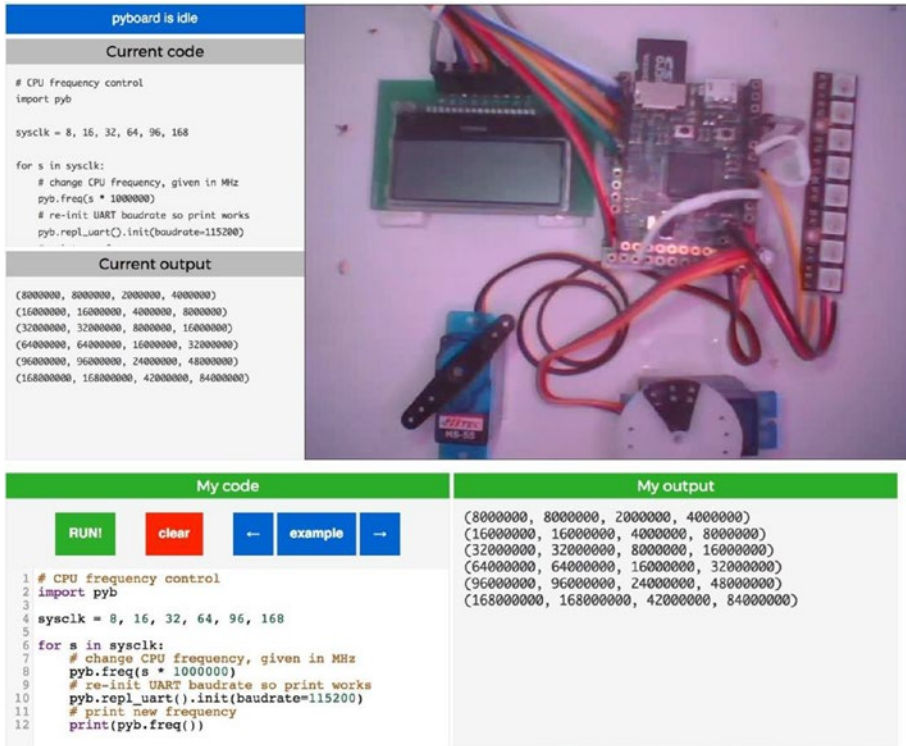 pyboard is idle
Current code
# CPU frequency control
import pyb
sysclk = 8, 16, 32, 64, 96, 168
for s in sysclk:
# change CPU frequency, given in MHz
pyb.freq(s * 1000000)
# re-init UART baudrate so print works
pyb.repl_uart().init(baudrate=115200)
Current output
(8000000, 8000000, 2000000, 4000000)
(16000000, 16000000, 4000000, 8000000)
(32000000, 32000000, 8000000, 16000000)
(64000000, 64000000, 16000000, 32000000)
(96000000, 96000000, 24000000, 48000000)
(168000000, 168000000, 42000000, 84000000)
HITEC
HS-55
My code
RUN!
clear
← example →
1 # CPU frequency control
2 import pyb
3
4 sysclk = 8, 16, 32, 64, 96, 168
5
6 for s in sysclk:
7 # change CPU frequency, given in MHz
8 pyb.freq(s * 1000000)
9 # re-init UART baudrate so print works
10 pyb.repl_uart().init(baudrate=115200)
11 # print new frequency
12 print(pyb.freq())
My output
(8000000, 8000000, 2000000, 4000000)
(16000000, 16000000, 4000000, 8000000)
(32000000, 32000000, 8000000, 16000000)
(64000000, 64000000, 16000000, 32000000)
(96000000, 96000000, 24000000, 48000000)
(168000000, 168000000, 42000000, 84000000)